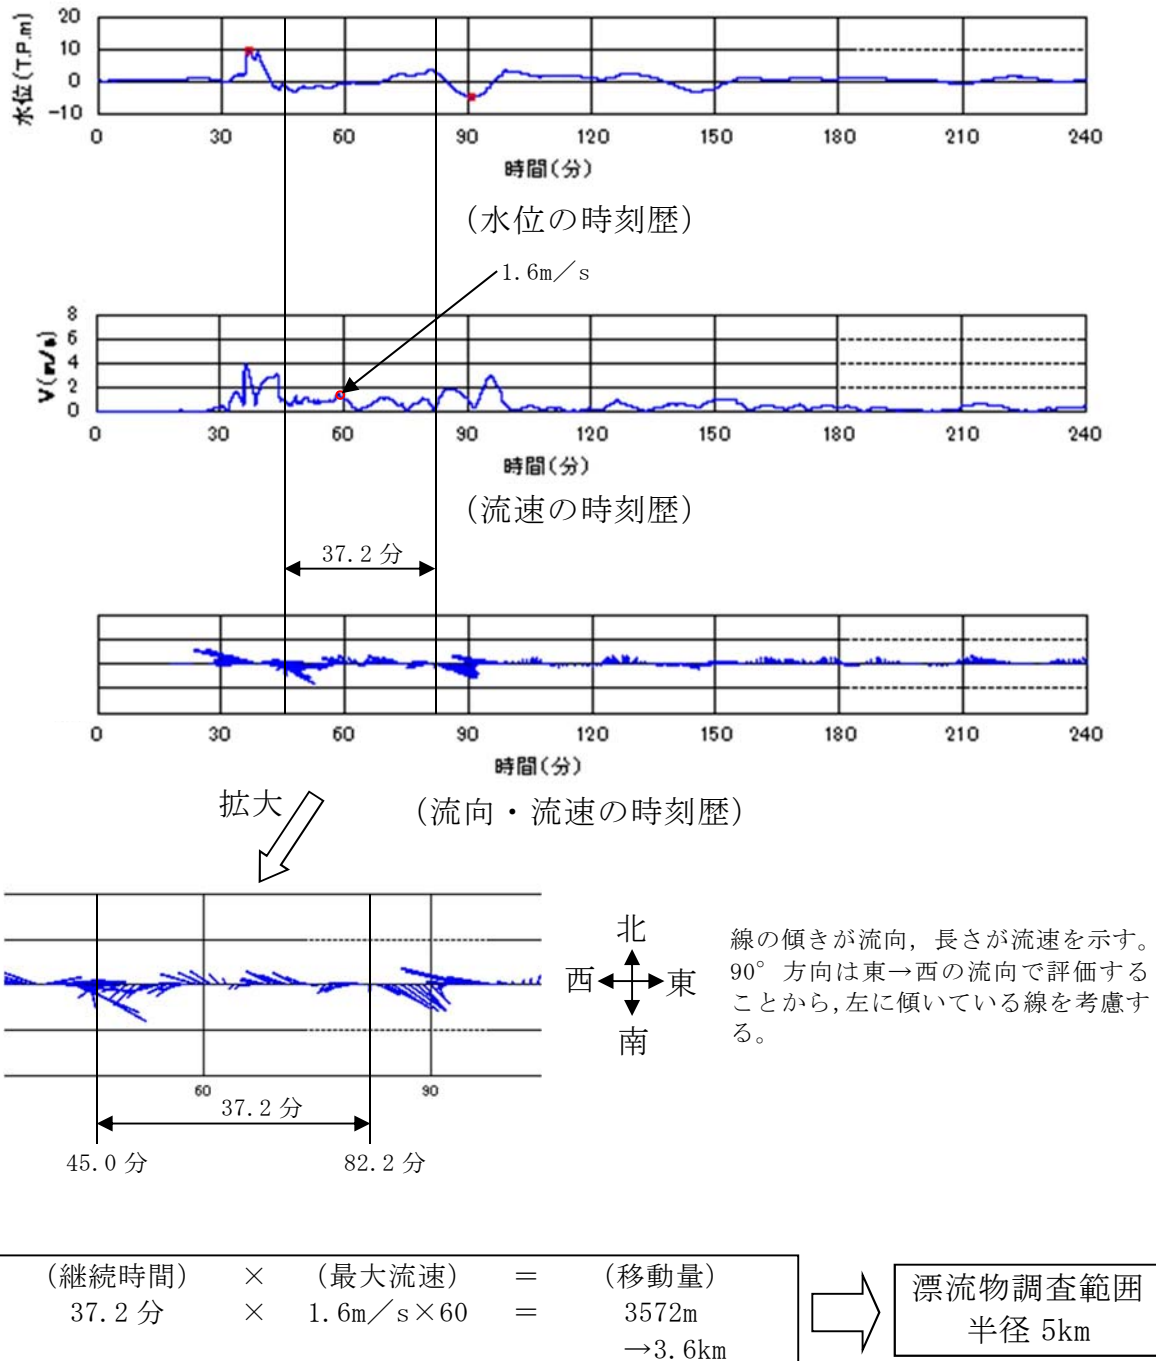 水位(T.P.m)
20
10
0
-10
0 30 60 90 120 150 180 210 240
時間(分)
(水位の時刻歴)
1.6m/s
V(m/s)
8
6
4
2
0
0 30 60 90 120 150 180 210 240
時間(分)
(流速の時刻歴)
37.2 分
0 30 60 90 120 150 180 210 240
時間(分)
拡大
(流向・流速の時刻歴)
60 90
37.2 分
45.0 分 82.2 分
北
西 東
南
線の傾きが流向，長さが流速を示す。
90° 方向は東→西の流向で評価する
ことから,左に傾いている線を考慮す
る。
(継続時間) × (最大流速) = (移動量)
37.2 分 × 1.6m/s×60 = 3572m
→3.6km
漂流物調査範囲
半径 5km